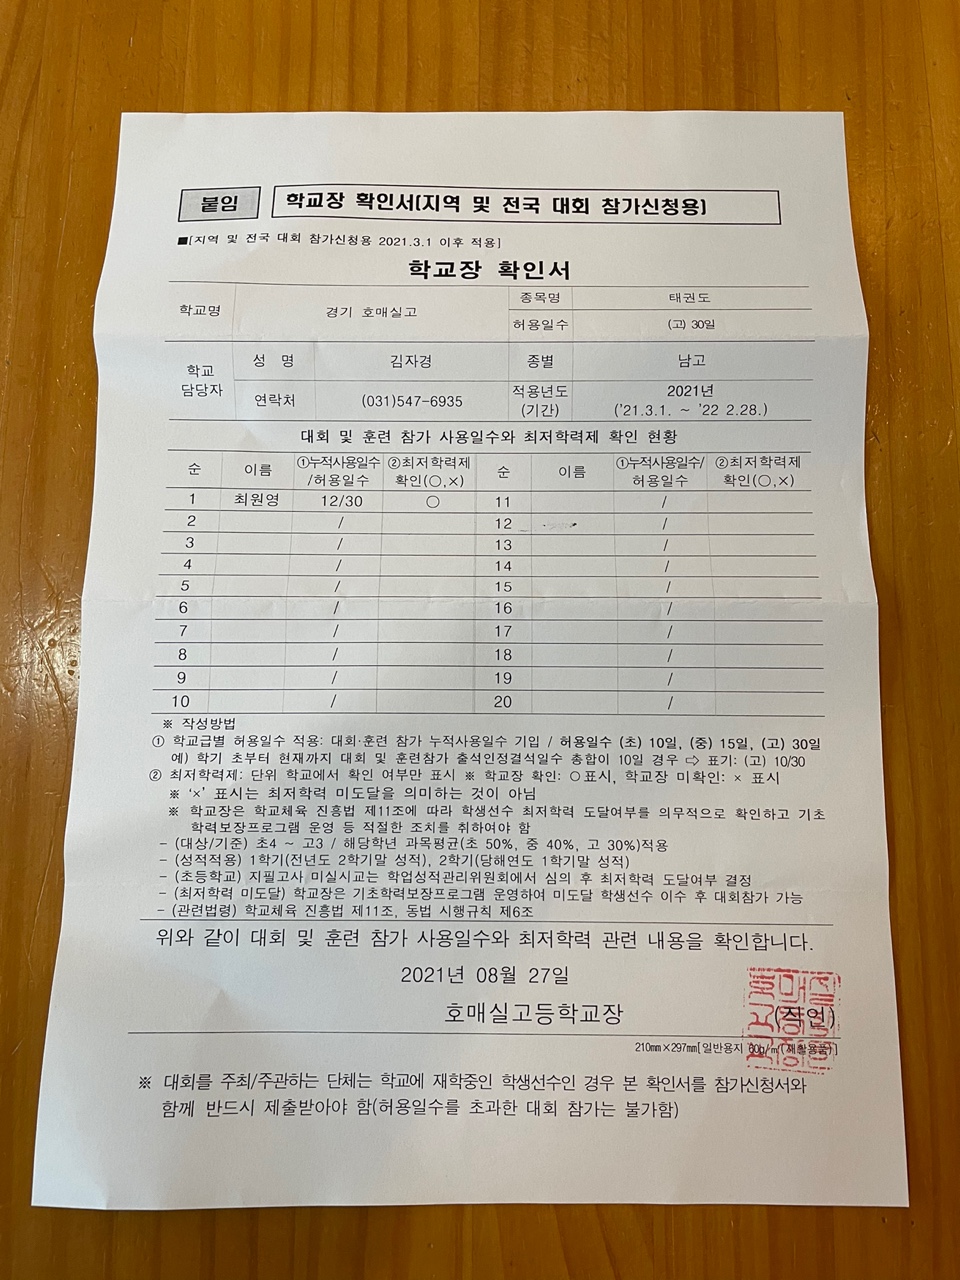 붙임 학교장 확인서(지역 및 전국 대회 참가신청용)
■[지역 및 전국 대회 참가신청용 2021.3.1 이후 적용]
학교장 확인서
학교명 경기 호매실고 종목명 태권도
허용일수 (고) 30일
학교 담당자 성 명 김자경 종별 남고
연락처 (031)547-6935 적용년도 (기간) 2021년 ('21.3.1. ~ '22 2.28.)
대회 및 훈련 참가 사용일수와 최저학력제 확인 현황
순 이름 ①누적사용일수/허용일수 ②최저학력제 확인(○,×) 순 이름 ①누적사용일수/허용일수 ②최저학력제 확인(○,×)
1 최원영 12/30 ○ 11 /
2 / 12 /
3 / 13 /
4 / 14 /
5 / 15 /
6 / 16 /
7 / 17 /
8 / 18 /
9 / 19 /
10 / 20 /
※ 작성방법
① 학교급별 허용일수 적용: 대회·훈련 참가 누적사용일수 기입 / 허용일수 (초) 10일, (중) 15일, (고) 30일
예) 학기 초부터 현재까지 대회 및 훈련참가 출석인정결석일수 총합이 10일 경우 ⇨ 표기: (고) 10/30
② 최저학력제: 단위 학교에서 확인 여부만 표시 ※ 학교장 확인: ○표시, 학교장 미확인: × 표시
※ '×' 표시는 최저학력 미도달을 의미하는 것이 아님
※ 학교장은 학교체육 진흥법 제11조에 따라 학생선수 최저학력 도달여부를 의무적으로 확인하고 기초
학력보장프로그램 운영 등 적절한 조치를 취하여야 함
- (대상/기준) 초4 ~ 고3 / 해당학년 과목평균(초 50%, 중 40%, 고 30%)적용
- (성적적용) 1학기(전년도 2학기말 성적), 2학기(당해연도 1학기말 성적)
- (초등학교) 지필고사 미실시교는 학업성적관리위원회에서 심의 후 최저학력 도달여부 결정
- (최저학력 미도달) 학교장은 기초학력보장프로그램 운영하여 미도달 학생선수 이수 후 대회참가 가능
- (관련법령) 학교체육 진흥법 제11조, 동법 시행규칙 제6조
위와 같이 대회 및 훈련 참가 사용일수와 최저학력 관련 내용을 확인합니다.
2021년 08월 27일
호매실고등학교장 (직인)
210㎜×297㎜[일반용지 60g/㎡(재활용품)]
※ 대회를 주최/주관하는 단체는 학교에 재학중인 학생선수인 경우 본 확인서를 참가신청서와
함께 반드시 제출받아야 함(허용일수를 초과한 대회 참가는 불가함)